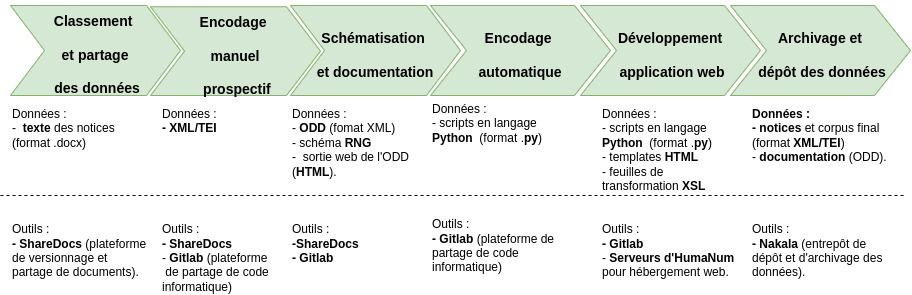 Classement
et partage
des données
Encodage
manuel
prospectif
Schématisation
et documentation
Encodage
automatique
Développement
application web
Archivage et
dépôt des données
Données :
- texte des notices
(format .docx)
Données :
- XML/TEI
Données :
- ODD (fomat XML)
- schéma RNG
- sortie web de l'ODD
(HTML).
Données :
- scripts en langage
Python (format .py)
Données :
- scripts en langage
Python (format .py)
- templates HTML
- feuilles de
transformation XSL
Données :
- notices et corpus final
(format XML/TEI)
- documentation (ODD).
Outils :
- ShareDocs (plateforme
de versionnage et
partage de documents).
Outils :
- ShareDocs
- Gitlab (plateforme
de partage de code
informatique)
Outils :
-ShareDocs
- Gitlab
Outils :
- Gitlab (plateforme de
partage de code
informatique)
Outils :
- Gitlab
- Serveurs d'HumaNum
pour hébergement web.
Outils :
- Nakala (entrepôt de
dépôt et d'archivage des
données).